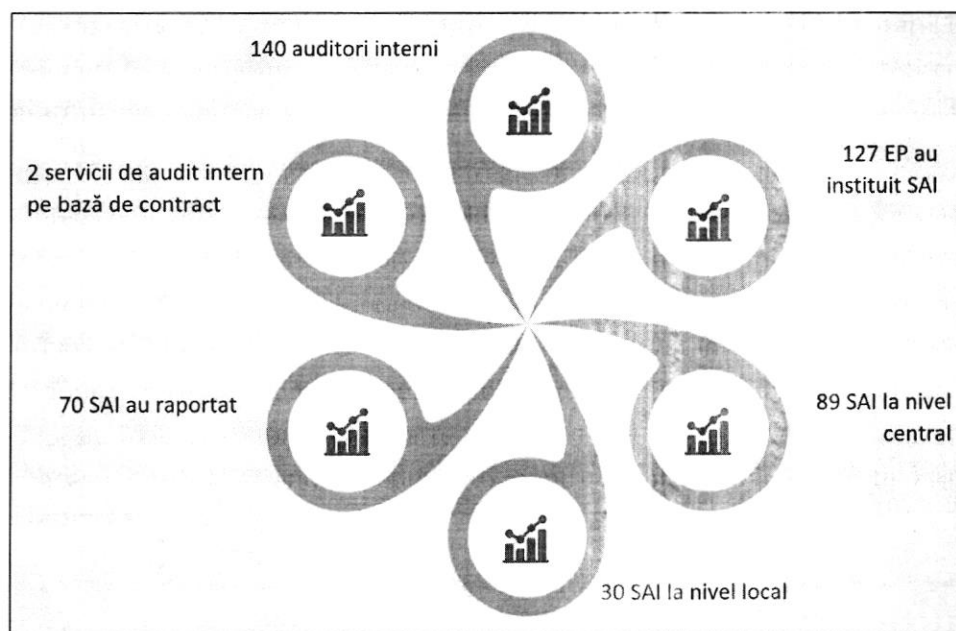 140 auditori interni
127 EP au
instituit SAI
2 servicii de audit intern
pe bază de contract
89 SAI la nivel
central
70 SAI au raportat
30 SAI la nivel local